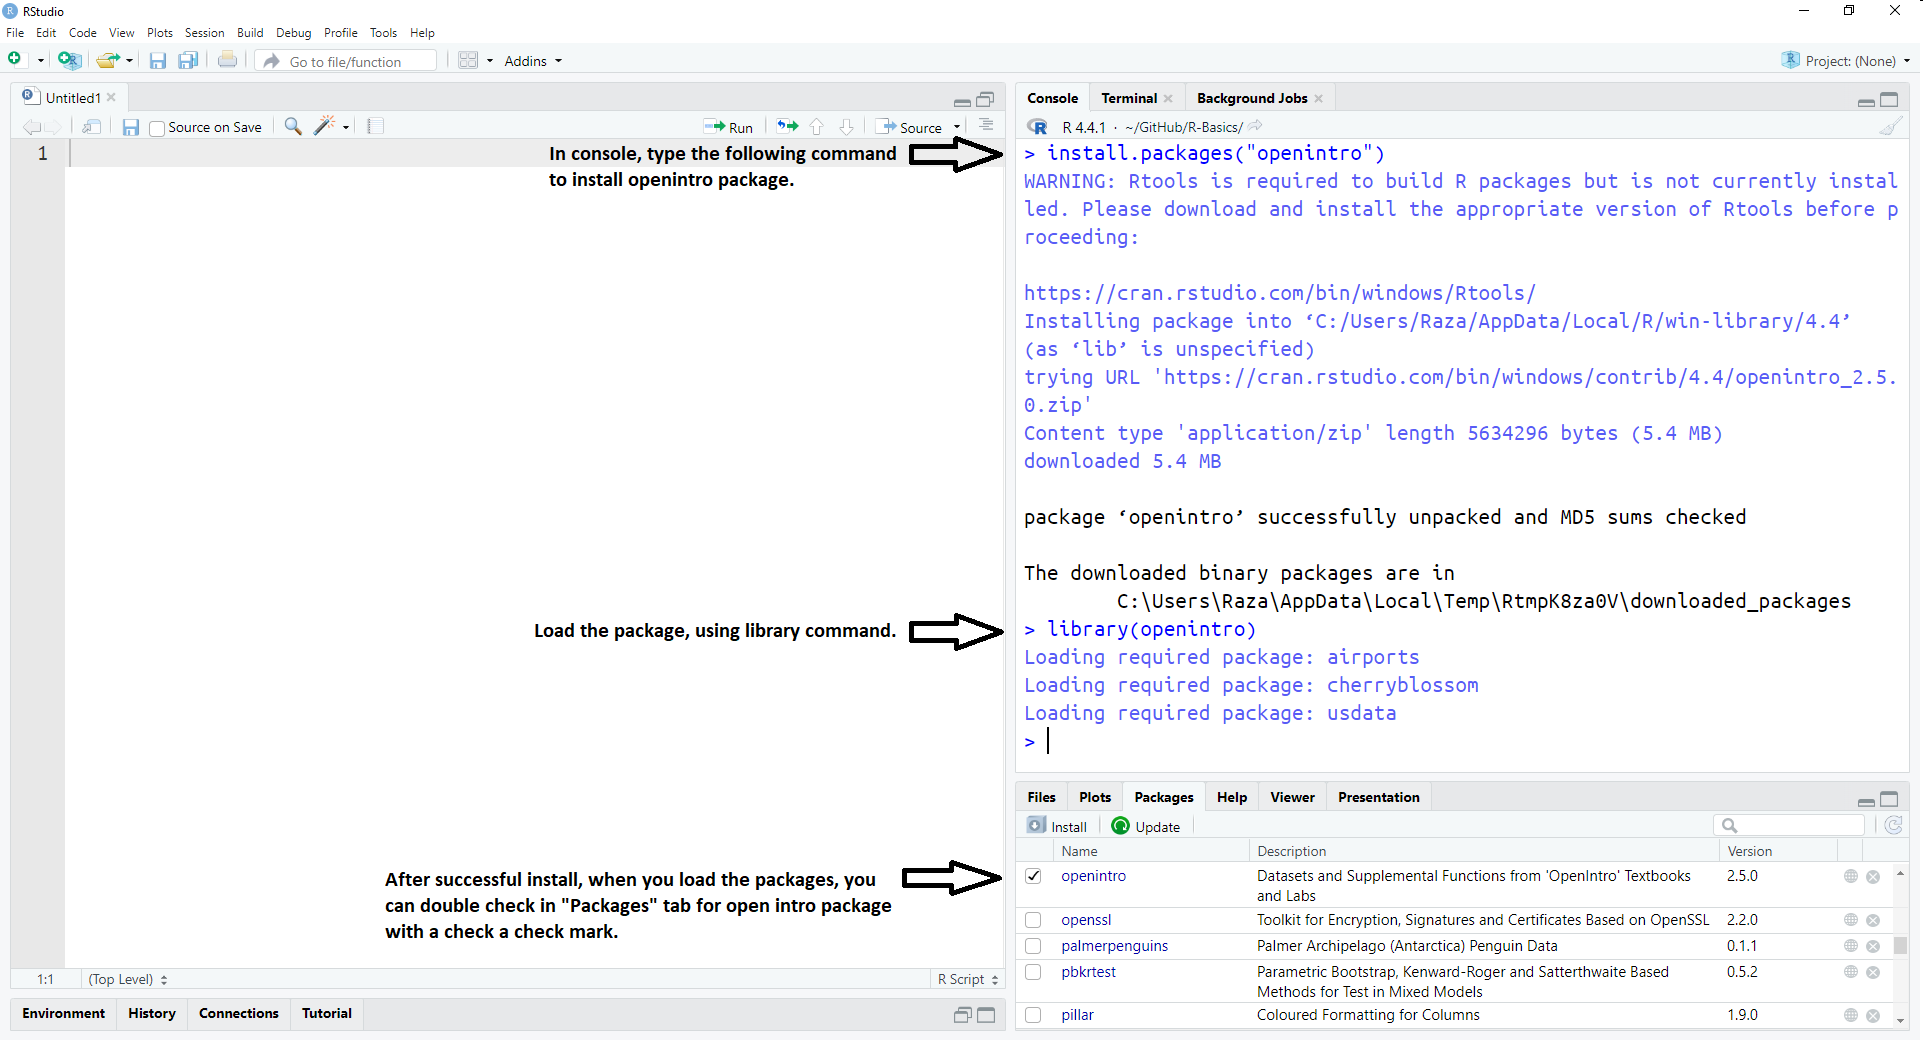 RStudio
File Edit Code View Plots Session Build Debug Profile Tools Help
Go to file/function Addins Project: (None)
Untitled1
Source on Save Run Source
1
In console, type the following command
to install openintro package.
Load the package, using library command.
After successful install, when you load the packages, you
can double check in "Packages" tab for open intro package
with a check a check mark.
1:1 (Top Level) R Script
Environment History Connections Tutorial
Console Terminal Background Jobs
R 4.4.1 · ~/GitHub/R-Basics/
> install.packages("openintro")
WARNING: Rtools is required to build R packages but is not currently instal
led. Please download and install the appropriate version of Rtools before p
roceeding:
https://cran.rstudio.com/bin/windows/Rtools/
Installing package into ‘C:/Users/Raza/AppData/Local/R/win-library/4.4’
(as ‘lib’ is unspecified)
trying URL 'https://cran.rstudio.com/bin/windows/contrib/4.4/openintro_2.5.
0.zip'
Content type 'application/zip' length 5634296 bytes (5.4 MB)
downloaded 5.4 MB
package ‘openintro’ successfully unpacked and MD5 sums checked
The downloaded binary packages are in
C:\Users\Raza\AppData\Local\Temp\RtmpK8za0V\downloaded_packages
> library(openintro)
Loading required package: airports
Loading required package: cherryblossom
Loading required package: usdata
>
Files Plots Packages Help Viewer Presentation
Install Update
Name Description Version
openintro Datasets and Supplemental Functions from 'OpenIntro' Textbooks 2.5.0
and Labs
openssl Toolkit for Encryption, Signatures and Certificates Based on OpenSSL 2.2.0
palmerpenguins Palmer Archipelago (Antarctica) Penguin Data 0.1.1
pbkrtest Parametric Bootstrap, Kenward-Roger and Satterthwaite Based 0.5.2
Methods for Test in Mixed Models
pillar Coloured Formatting for Columns 1.9.0